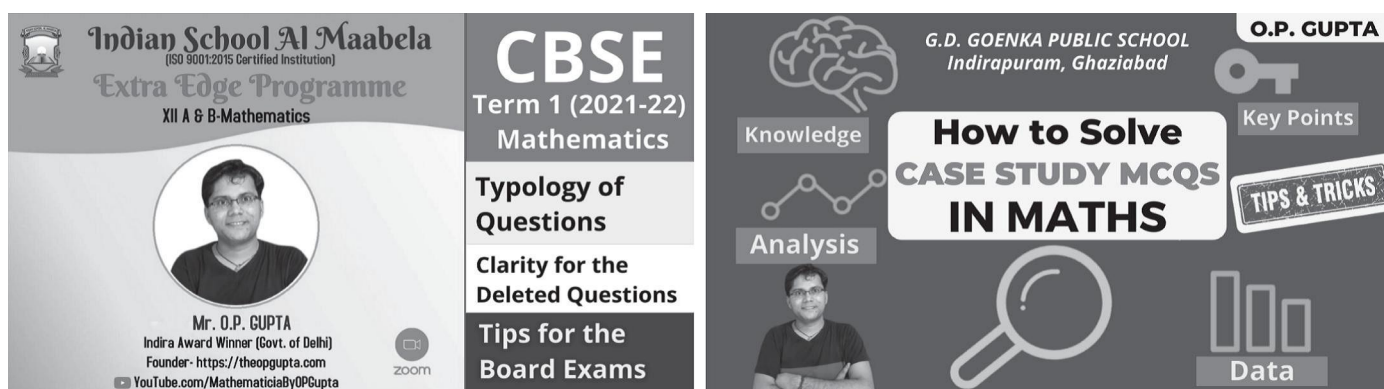 Indian School Al Maabela
(ISO 9001:2015 Certified Institution)
Extra Edge Programme
XII A & B-Mathematics
Mr. O.P. GUPTA
Indira Award Winner (Govt. of Delhi)
Founder- https://theopgupta.com
YouTube.com/MathematiciaByOPGupta
zoom
CBSE
Term 1 (2021-22)
Mathematics
Typology of
Questions
Clarity for the
Deleted Questions
Tips for the
Board Exams
O.P. GUPTA
G.D. GOENKA PUBLIC SCHOOL
Indirapuram, Ghaziabad
Knowledge
Key Points
How to Solve
CASE STUDY MCQS
IN MATHS
TIPS & TRICKS
Analysis
Data